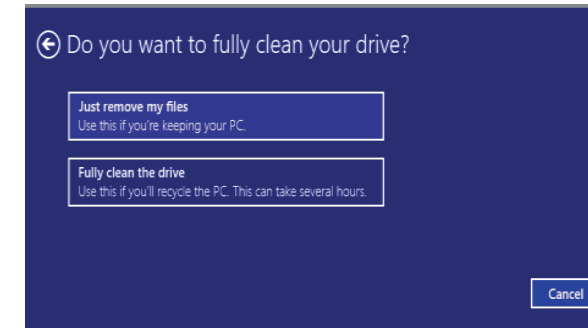 Do you want to fully clean your drive?
Just remove my files
Use this if you're keeping your PC.
Fully clean the drive
Use this if you'll recycle the PC. This can take several hours.
Cancel